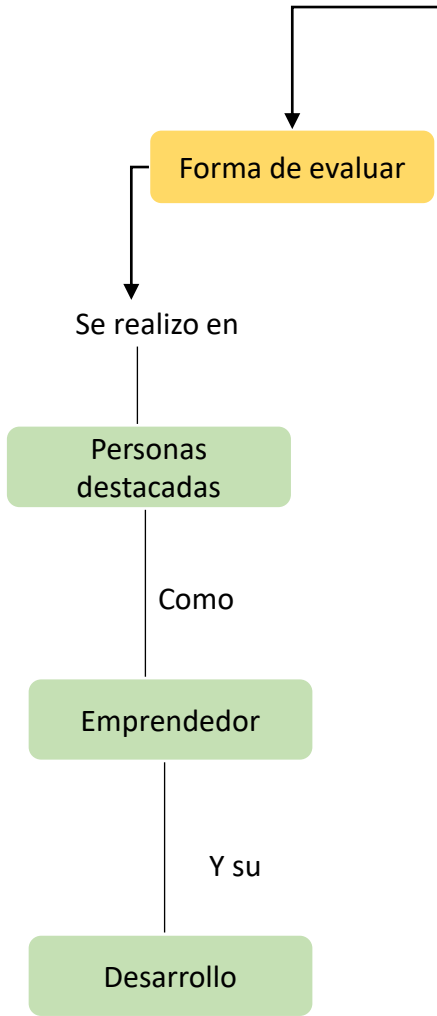 Forma de evaluar
Se realizo en
Personas
destacadas
Como
Emprendedor
Y su
Desarrollo